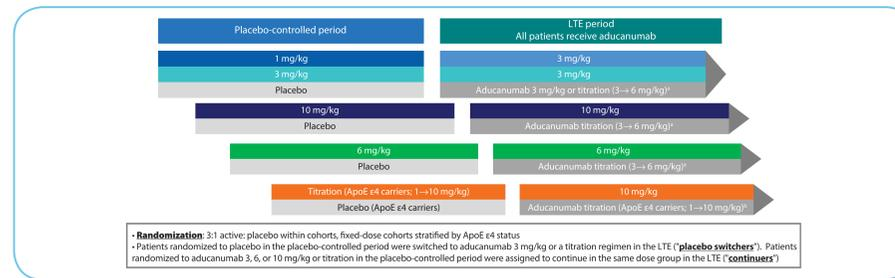 Placebo-controlled period
LTE period
All patients receive aducanumab
1 mg/kg
3 mg/kg
3 mg/kg
3 mg/kg
Placebo
Aducanumab 3 mg/kg or titration (3→ 6 mg/kg)ᵃ
10 mg/kg
10 mg/kg
Placebo
Aducanumab titration (3→ 6 mg/kg)ᵃ
6 mg/kg
6 mg/kg
Placebo
Aducanumab titration (3→ 6 mg/kg)ᵃ
Titration (ApoE ε4 carriers; 1→10 mg/kg)
10 mg/kg
Placebo (ApoE ε4 carriers)
Aducanumab titration (ApoE ε4 carriers; 1→10 mg/kg)ᵇ
• Randomization: 3:1 active; placebo within cohorts, fixed-dose cohorts stratified by ApoE ε4 status
• Patients randomized to placebo in the placebo-controlled period were switched to aducanumab 3 mg/kg or a titration regimen in the LTE ("placebo switchers"). Patients
randomized to aducanumab 3, 6, or 10 mg/kg or titration in the placebo-controlled period were assigned to continue in the same dose group in the LTE ("continuers")